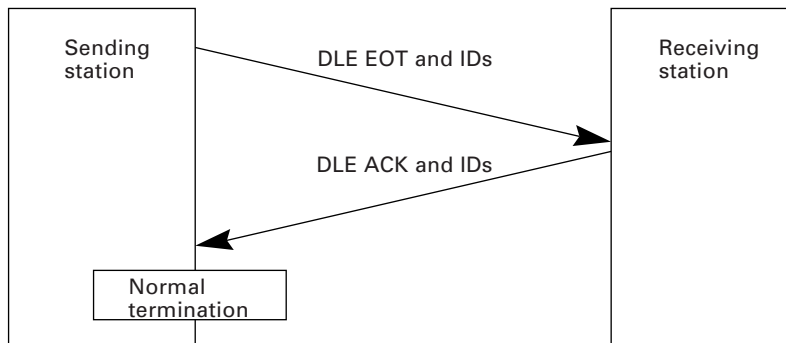 Sending
station
DLE EOT and IDs
Receiving
station
DLE ACK and IDs
Normal
termination